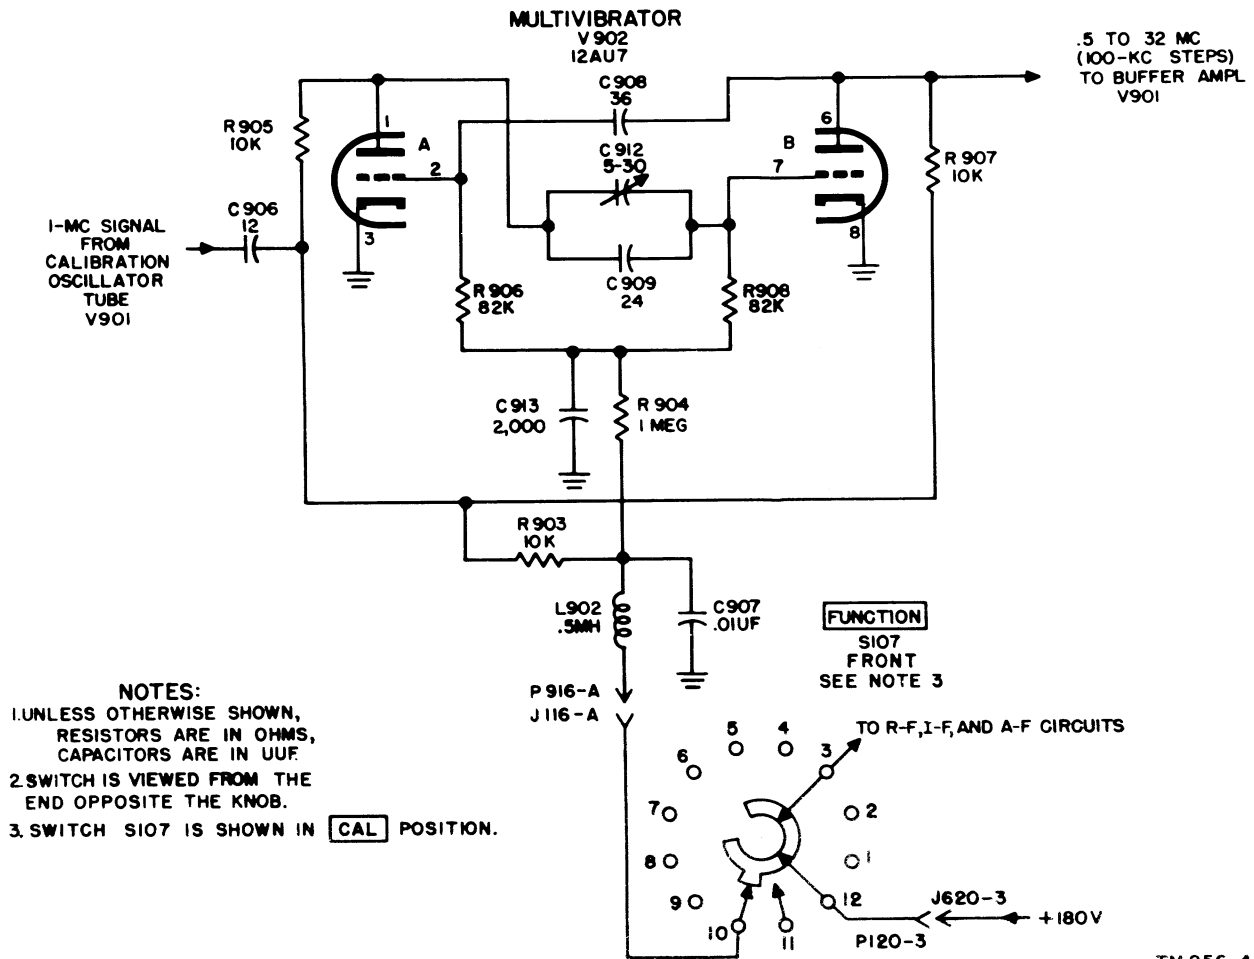 MULTIVIBRATOR
V902
12AU7
.5 TO 32 MC
(100-KC STEPS)
TO BUFFER AMPL
V901
C908
36
R905
10K
1
A
2
3
C912
5-30
6
B
7
8
R907
10K
C906
12
1-MC SIGNAL
FROM
CALIBRATION
OSCILLATOR
TUBE
V901
R906
82K
C909
24
R908
82K
C913
2,000
R904
1 MEG
R903
10K
L902
.5MH
C907
.01UF
FUNCTION
S107
FRONT
SEE NOTE 3
P916-A
J116-A
NOTES:
1.UNLESS OTHERWISE SHOWN,
RESISTORS ARE IN OHMS,
CAPACITORS ARE IN UUF.
2.SWITCH IS VIEWED FROM THE
END OPPOSITE THE KNOB.
3. SWITCH S107 IS SHOWN IN CAL POSITION.
TO R-F, I-F, AND A-F CIRCUITS
5
4
6
3
7
2
8
1
9
12
10
11
J620-3
+180V
P120-3